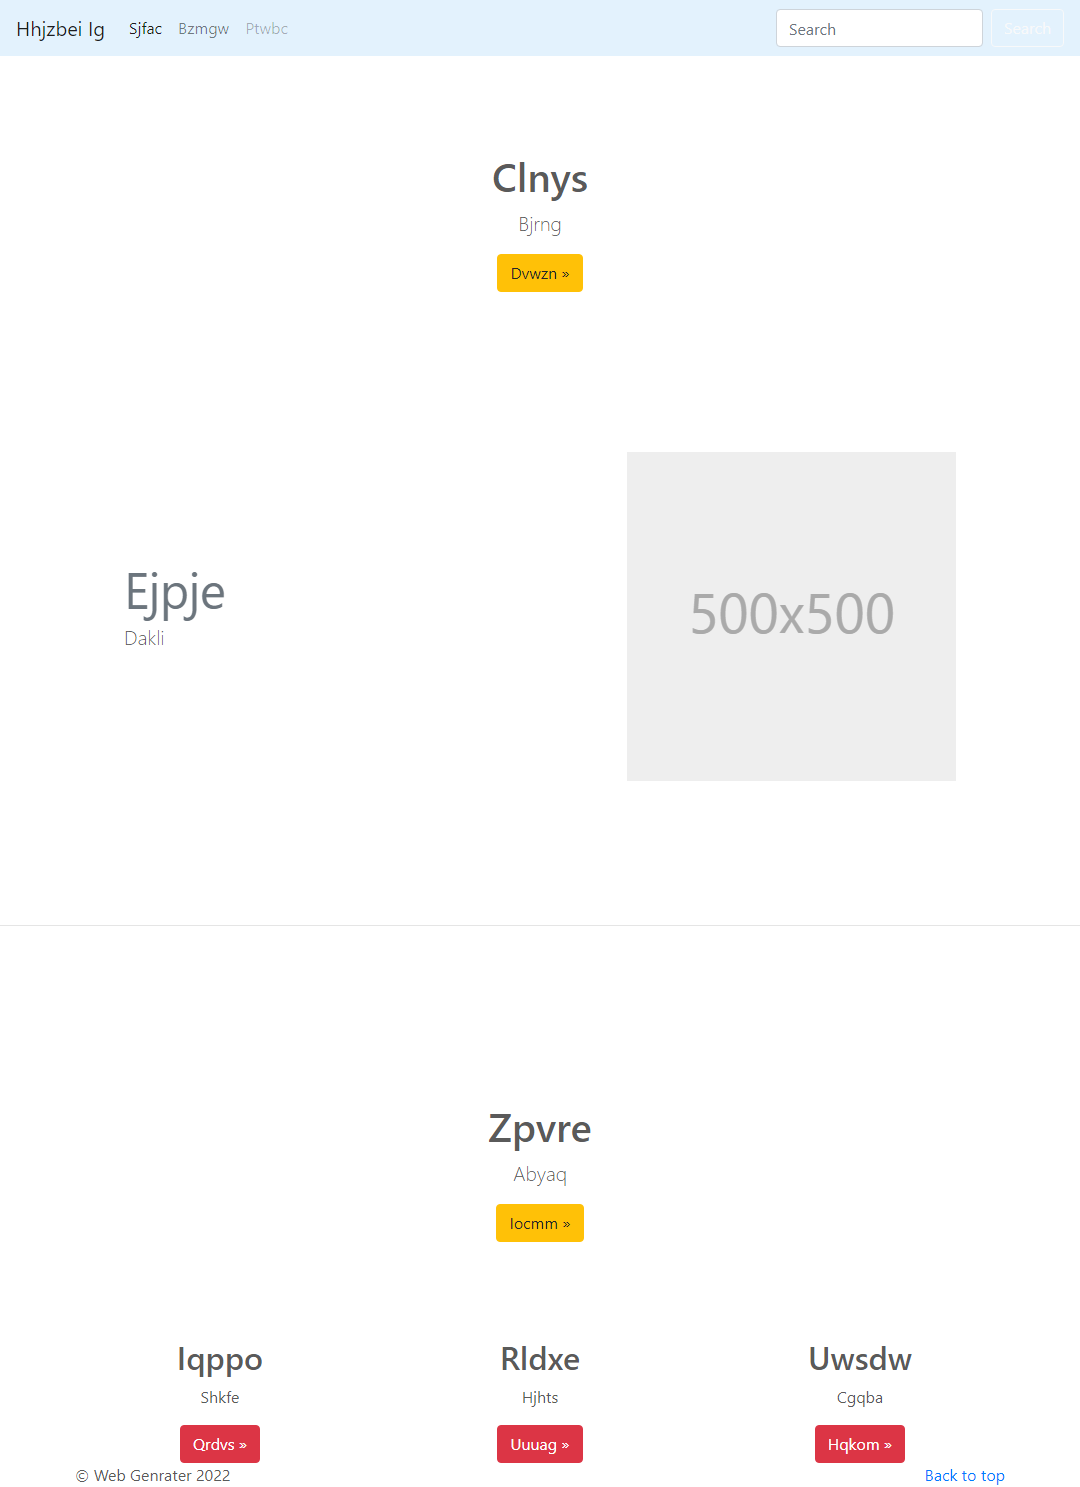 Hhjzbei Ig Sjfac Bzmgw Ptwbc Search Search
Clnys
Bjrng
Dvwzn »
500x500
Ejpje
Dakli
Zpvre
Abyaq
Iocmm »
Iqppo Rldxe Uwsdw
Shkfe Hjhts Cgqba
Qrdvs » Uuuag » Hqkom »
© Web Genrater 2022 Back to top